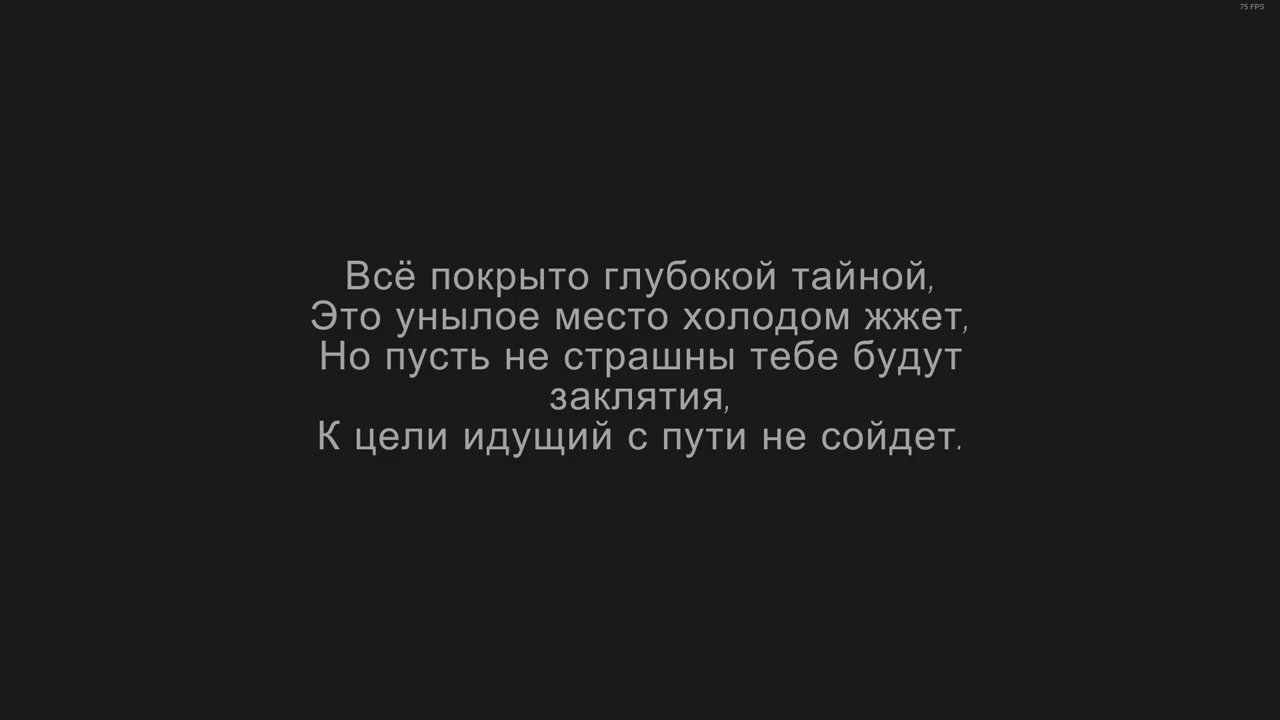 75 FPS
Всё покрыто глубокой тайной,
Это унылое место холодом жжет,
Но пусть не страшны тебе будут
заклятия,
К цели идущий с пути не сойдет.